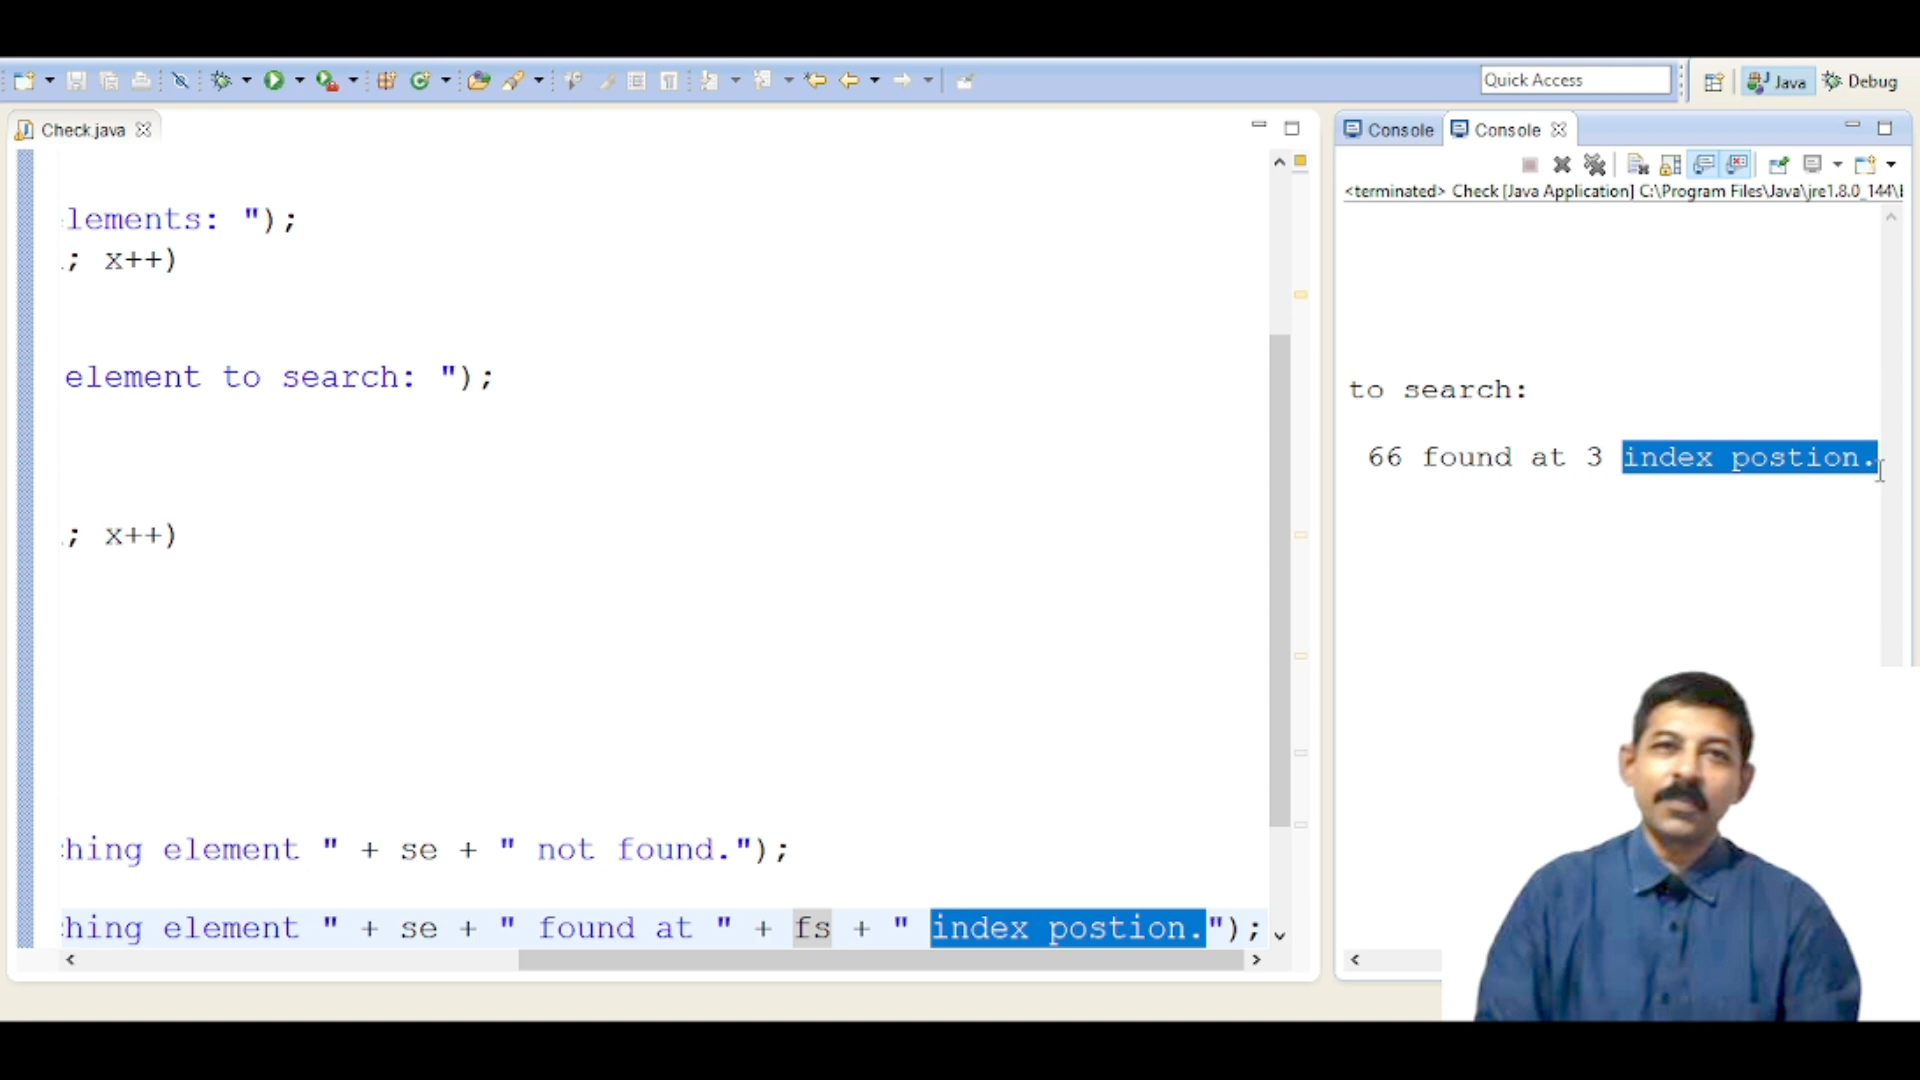 Quick Access
Java
Debug
Check.java
lements: ");
; x++)
element to search: ");
; x++)
hing element " + se + " not found.");
hing element " + se + " found at " + fs + " index postion.");
Console
Console
<terminated> Check [Java Application] C:\Program Files\Java\jre1.8.0_144\
to search:
66 found at 3 index postion.